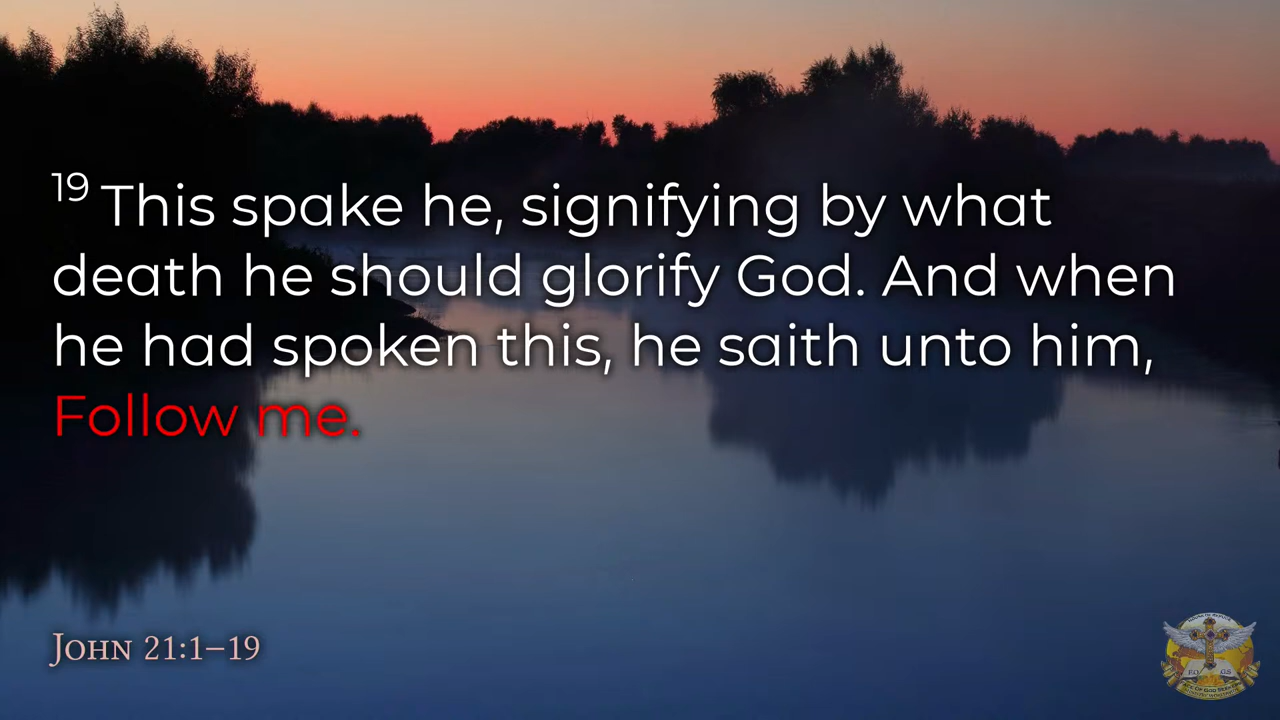 19 This spake he, signifying by what
death he should glorify God. And when
he had spoken this, he saith unto him,
Follow me.
John 21:1–19